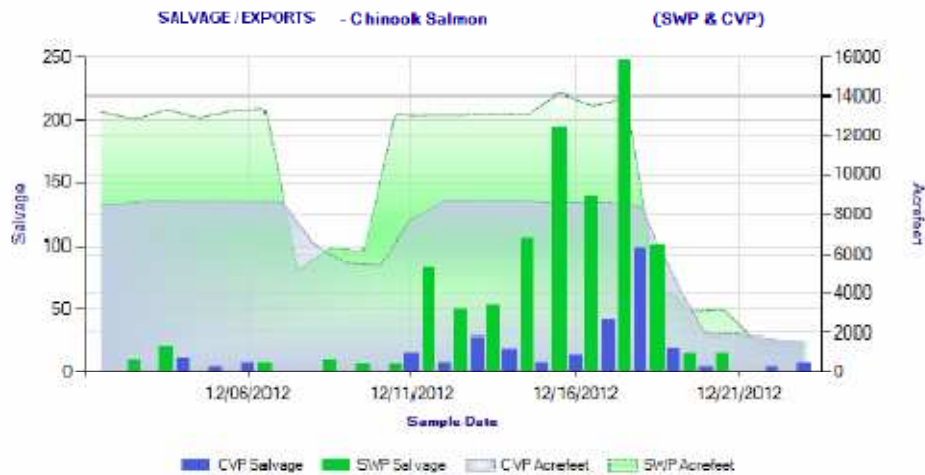 SALVAGE / EXPORTS - Chinook Salmon (SWP & CVP)
250 16000
200 14000
150 12000
100 10000
50 8000
0 6000
4000
2000
0
Salvage
Acrefeet
12/06/2012 12/11/2012 12/16/2012 12/21/2012
Sample Date
CVP Salvage SWP Salvage CVP Acrefeet SWP Acrefeet